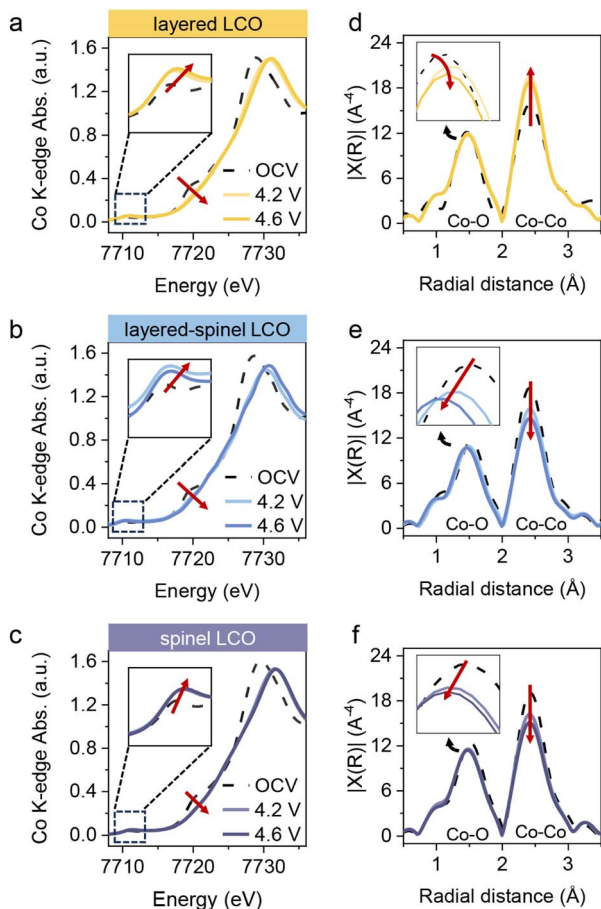 a
layered LCO
Co K-edge Abs. (a.u.)
1.6
1.2
0.8
0.4
0.0
OCV
4.2 V
4.6 V
7710 7720 7730
Energy (eV)
d
|X(R)| (A⁻⁴)
24
18
12
6
0
Co-O Co-Co
1 2 3
Radial distance (Å)
b
layered-spinel LCO
Co K-edge Abs. (a.u.)
1.6
1.2
0.8
0.4
0.0
OCV
4.2 V
4.6 V
7710 7720 7730
Energy (eV)
e
|X(R)| (A⁻⁴)
24
18
12
6
0
Co-O Co-Co
1 2 3
Radial distance (Å)
c
spinel LCO
Co K-edge Abs. (a.u.)
1.6
1.2
0.8
0.4
0.0
OCV
4.2 V
4.6 V
7710 7720 7730
Energy (eV)
f
|X(R)| (A⁻⁴)
24
18
12
6
0
Co-O Co-Co
1 2 3
Radial distance (Å)